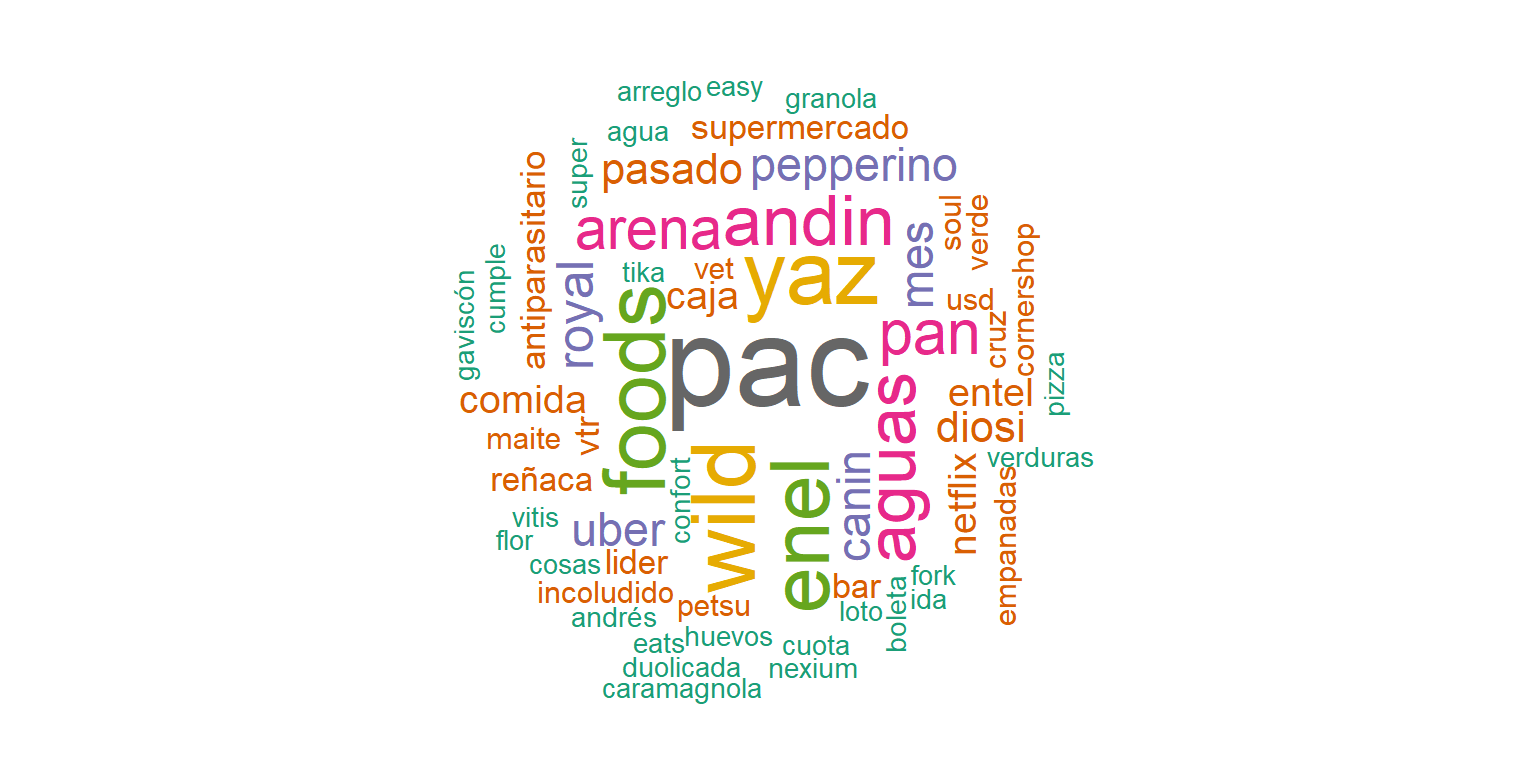 arreglo
easy
granola
agua
supermercado
super
pasado
pepperino
antiparasitario
arena
andin
mes
soul
verde
cornershop
gaviscón
cumple
royal
tika
vet
caja
yaz
usd
cruz
foods
pac
pan
pizza
comida
entel
diosi
maite
vtr
aguas
verduras
reñaca
confort
wild
enel
canin
netflix
empanadas
vitis
flor
uber
cosas
lider
incoludido
petsu
bar
fork
ida
loto
boleta
andrés
eats
huevos
cuota
duolicada
nexium
caramagnola